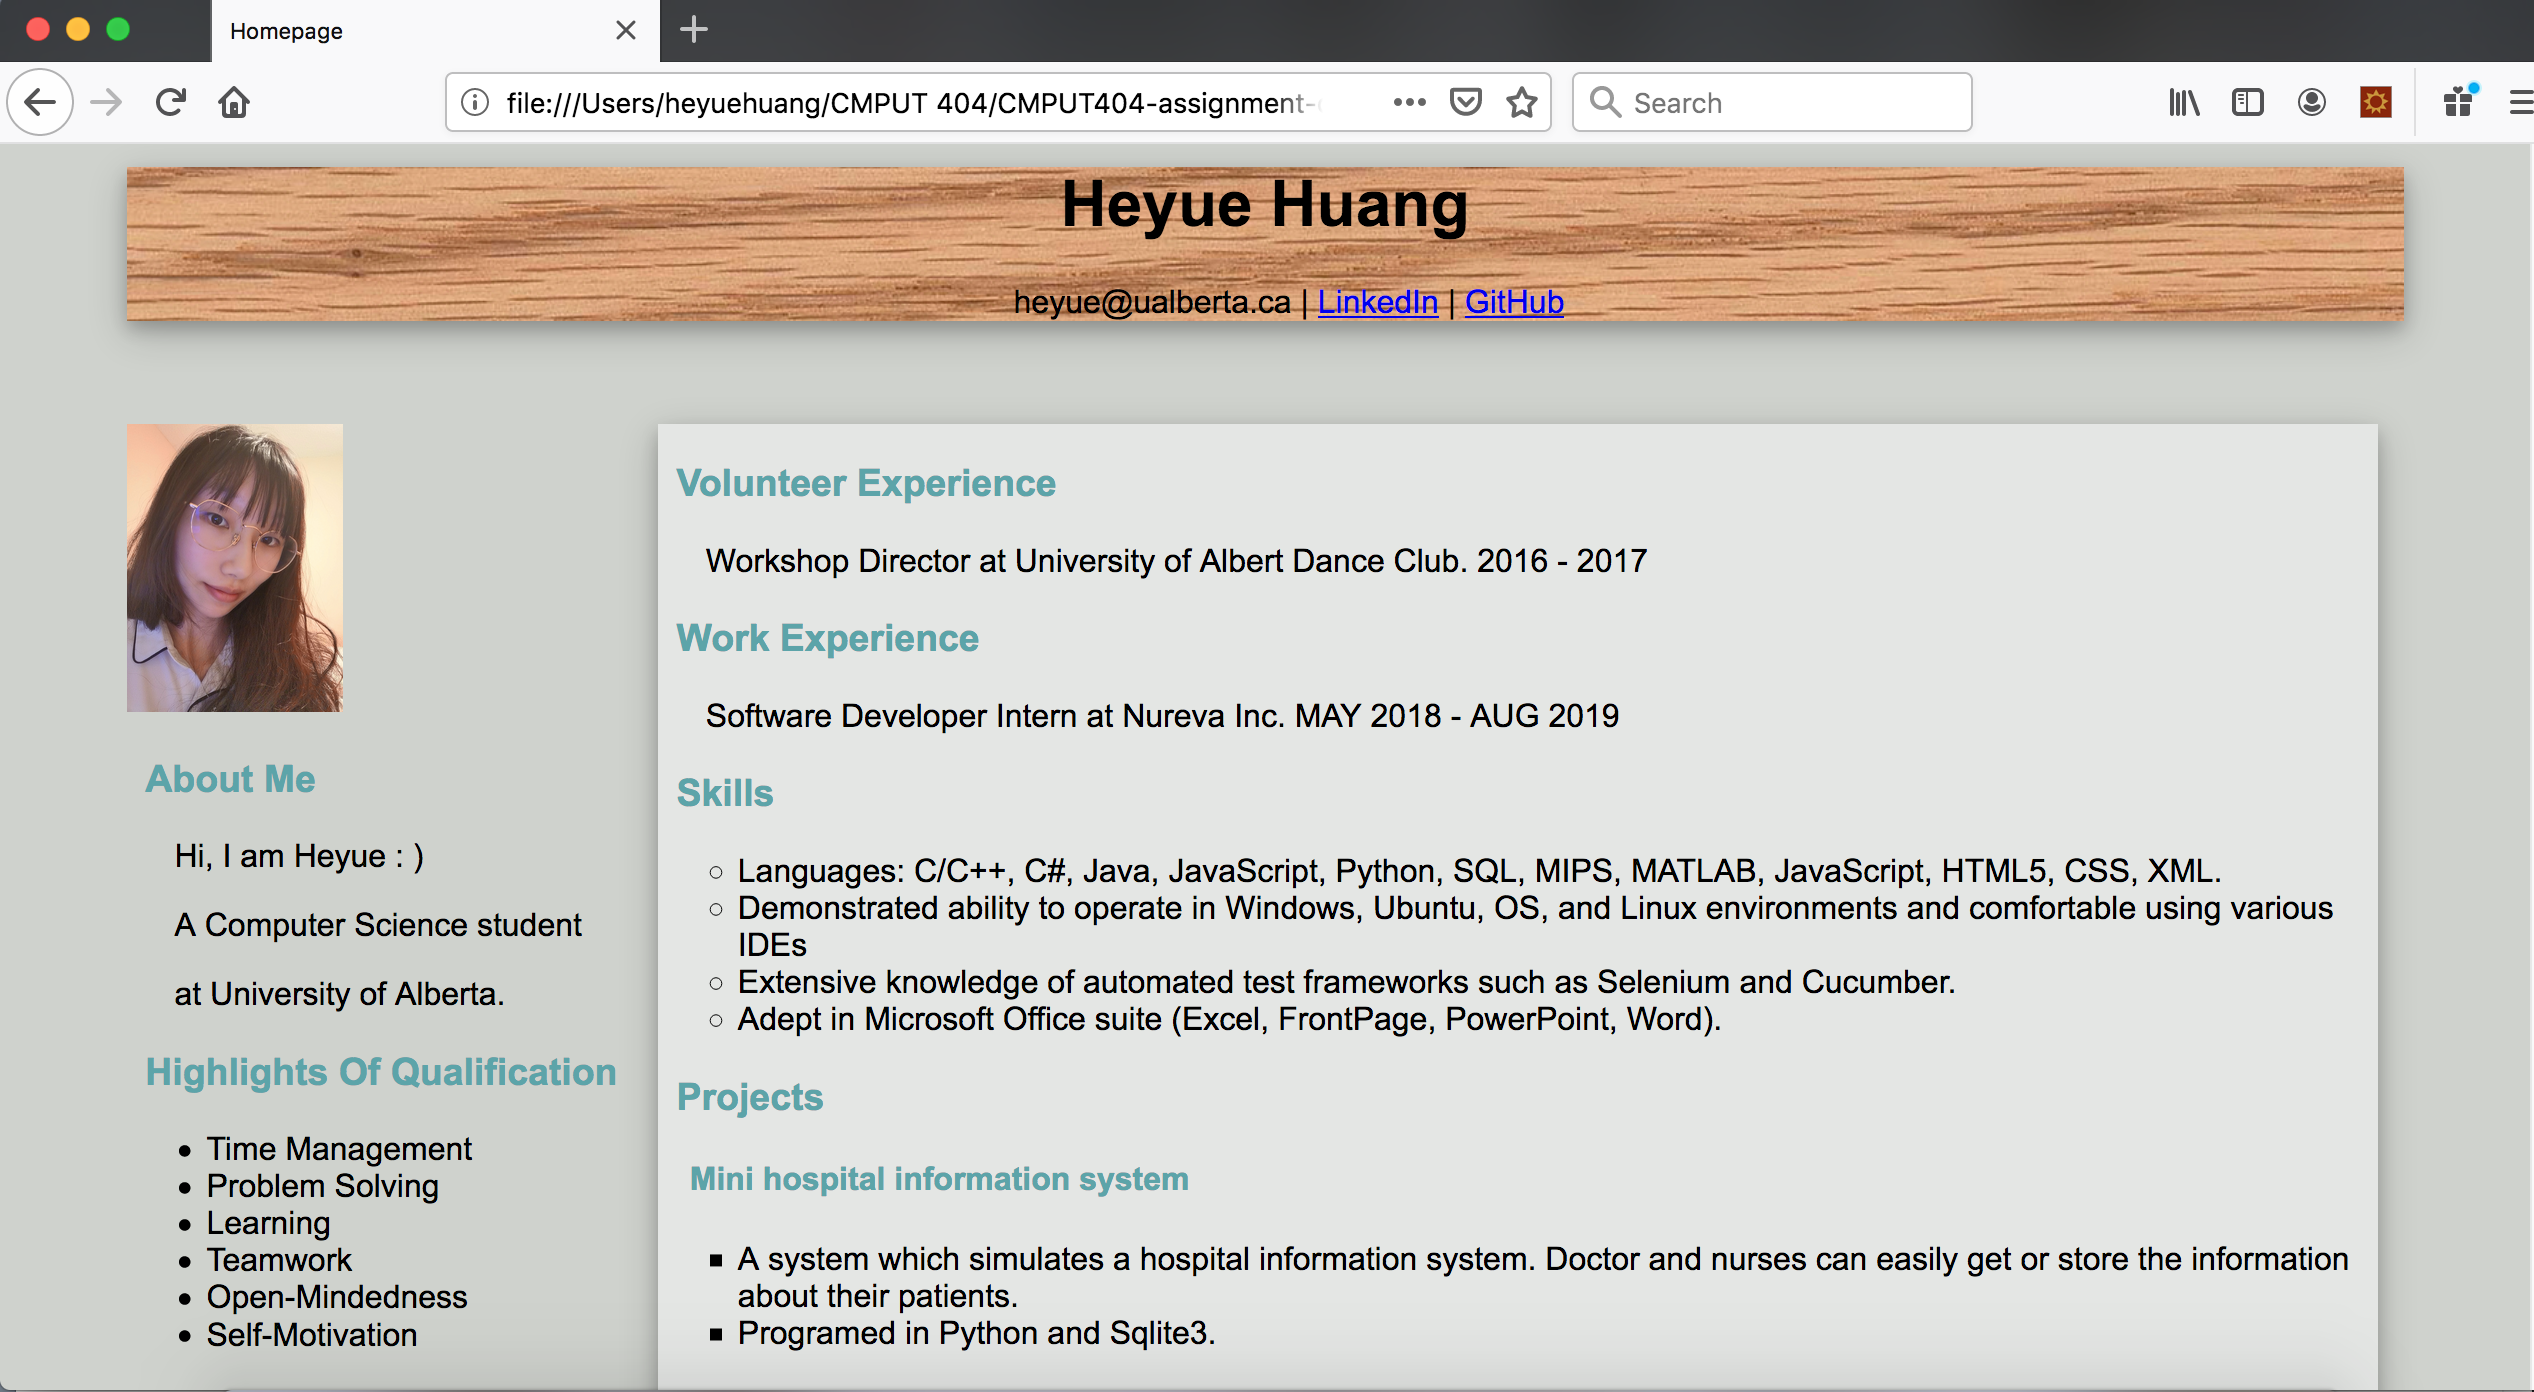 Homepage
file:///Users/heyuehuang/CMPUT 404/CMPUT404-assignment-
Search
Heyue Huang
heyue@ualberta.ca | LinkedIn | GitHub
About Me
Hi, I am Heyue : )
A Computer Science student
at University of Alberta.
Highlights Of Qualification
Time Management
Problem Solving
Learning
Teamwork
Open-Mindedness
Self-Motivation
Volunteer Experience
Workshop Director at University of Albert Dance Club. 2016 - 2017
Work Experience
Software Developer Intern at Nureva Inc. MAY 2018 - AUG 2019
Skills
Languages: C/C++, C#, Java, JavaScript, Python, SQL, MIPS, MATLAB, JavaScript, HTML5, CSS, XML.
Demonstrated ability to operate in Windows, Ubuntu, OS, and Linux environments and comfortable using various
IDEs
Extensive knowledge of automated test frameworks such as Selenium and Cucumber.
Adept in Microsoft Office suite (Excel, FrontPage, PowerPoint, Word).
Projects
Mini hospital information system
A system which simulates a hospital information system. Doctor and nurses can easily get or store the information
about their patients.
Programed in Python and Sqlite3.